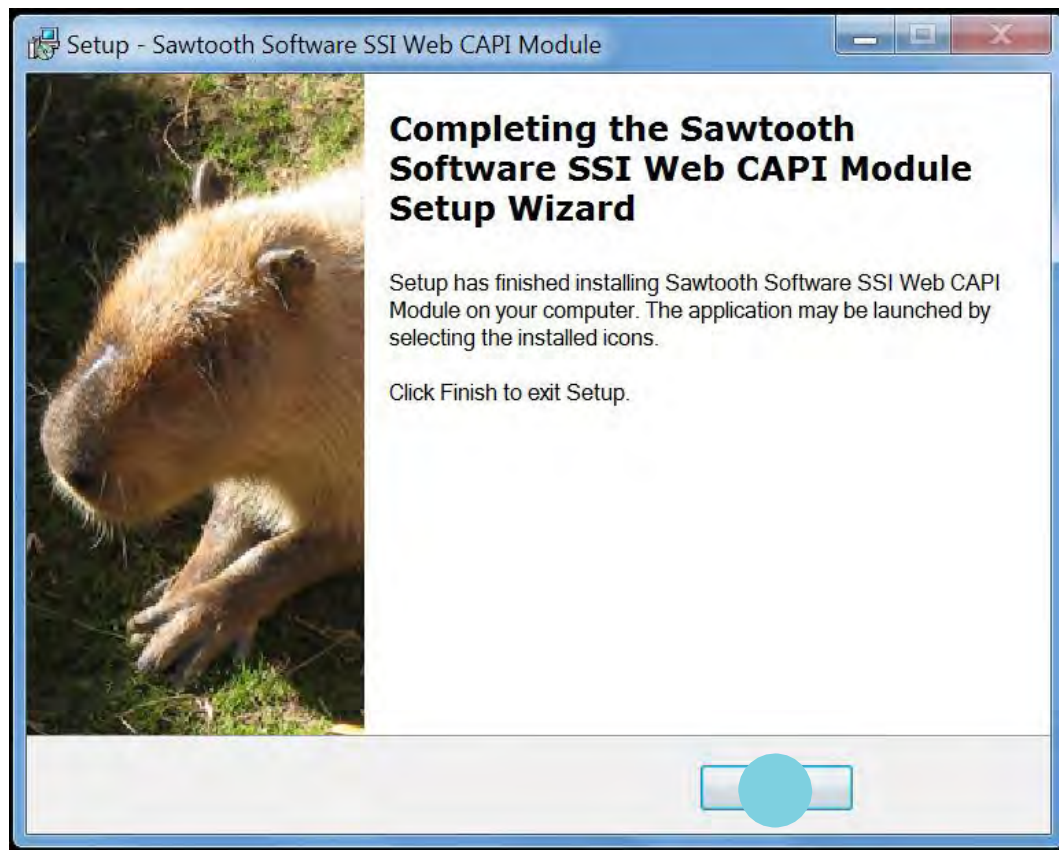 Setup - Sawtooth Software SSI Web CAPI Module
Completing the Sawtooth
Software SSI Web CAPI Module
Setup Wizard
Setup has finished installing Sawtooth Software SSI Web CAPI
Module on your computer. The application may be launched by
selecting the installed icons.
Click Finish to exit Setup.